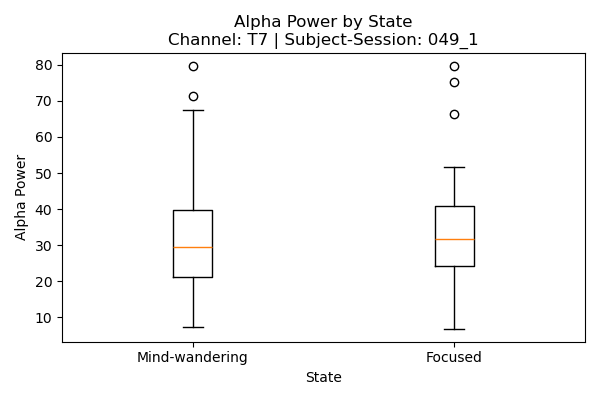 Alpha Power by State
Channel: T7 | Subject-Session: 049_1
Alpha Power
80
70
60
50
40
30
20
10
Mind-wandering
Focused
State